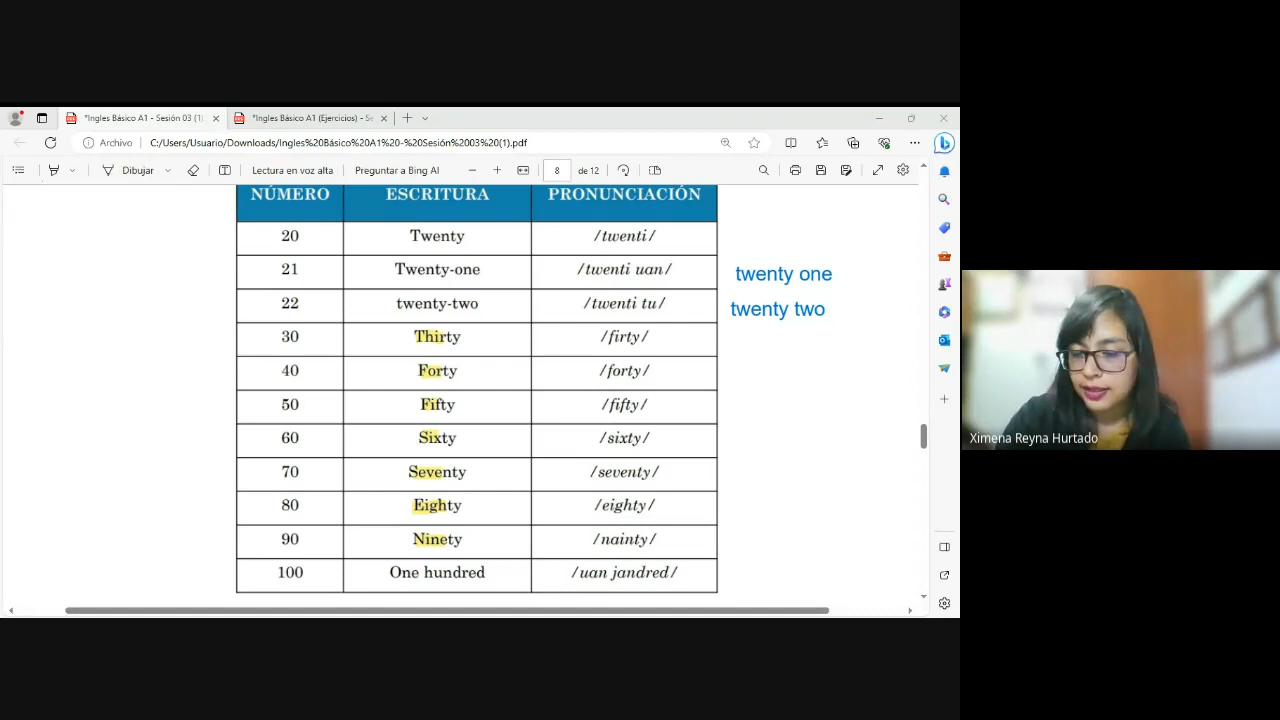 *Ingles Básico A1 - Sesión 03 (1)
*Ingles Básico A1 (Ejercicios) - Se
Archivo C:/Users/Usuario/Downloads/Ingles%20Básico%20A1%20-%20Sesión%2003%20(1).pdf
Dibujar Lectura en voz alta Preguntar a Bing AI 8 de 12
NÚMERO ESCRITURA PRONUNCIACIÓN
20 Twenty /twenti/
21 Twenty-one /twenti uan/ twenty one
22 twenty-two /twenti tu/ twenty two
30 Thirty /firty/
40 Forty /forty/
50 Fifty /fifty/
60 Sixty /sixty/
70 Seventy /seventy/
80 Eighty /eighty/
90 Ninety /nainty/
100 One hundred /uan jandred/
Ximena Reyna Hurtado